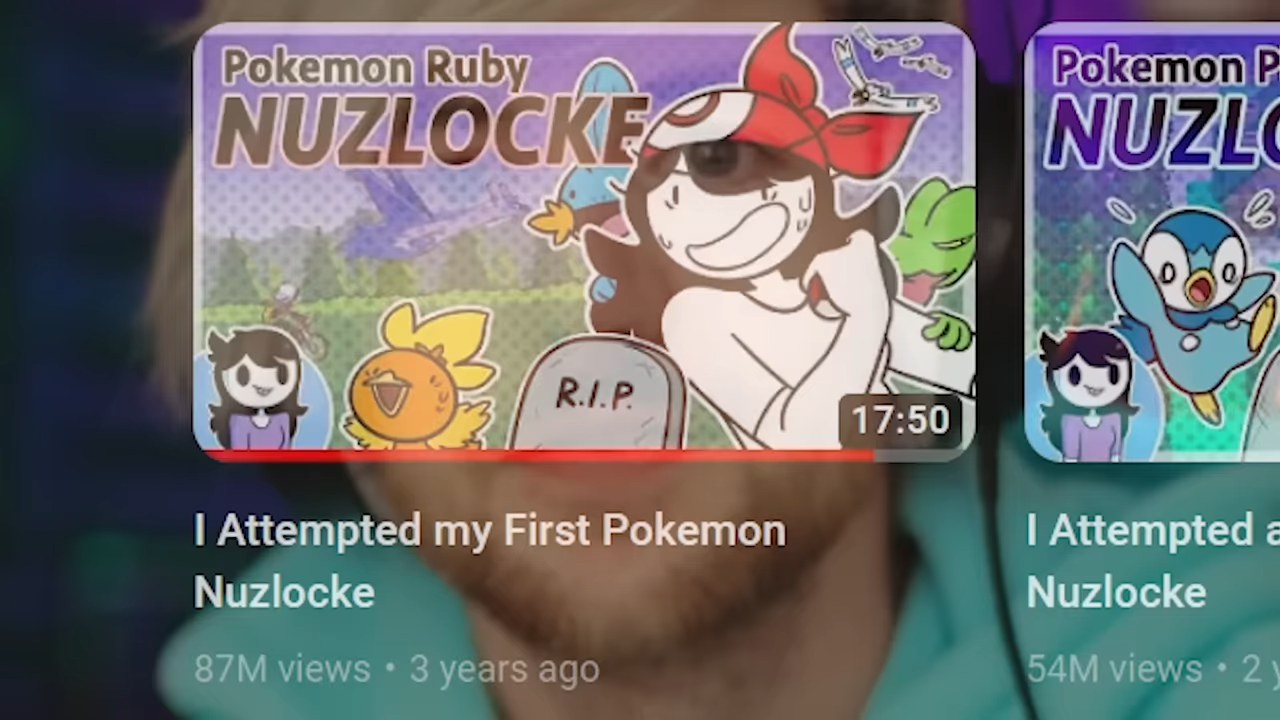 Pokemon Ruby
NUZLOCKE
R.I.P.
17:50
I Attempted my First Pokemon
Nuzlocke
87M views • 3 years ago
Pokemon P
NUZLO
I Attempted a
Nuzlocke
54M views • 2 y